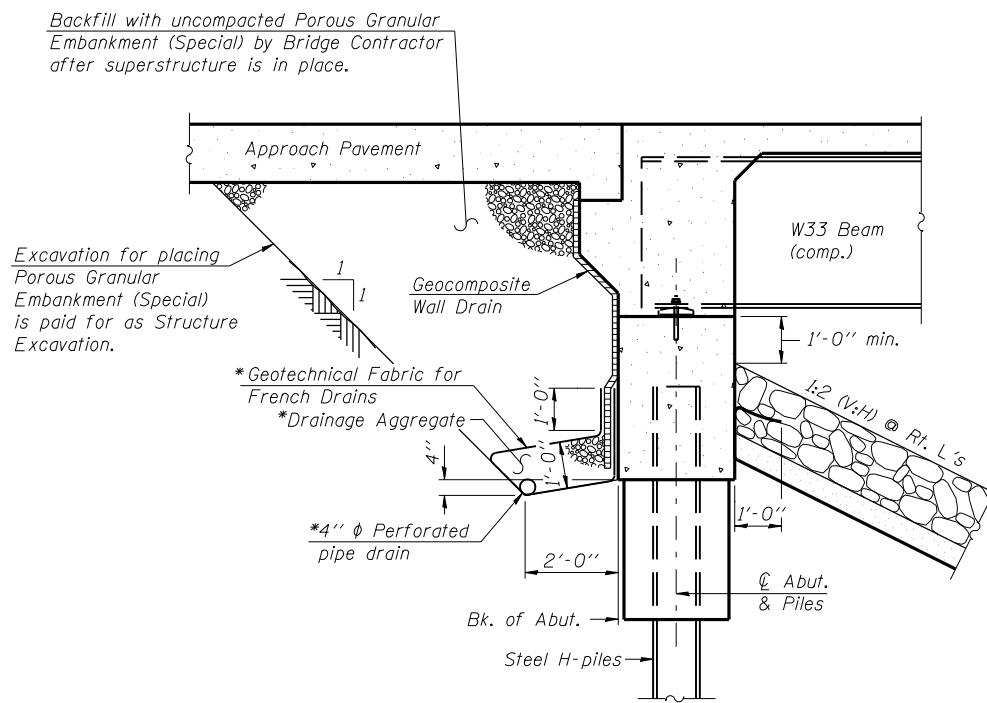 Backfill with uncompacted Porous Granular
Embankment (Special) by Bridge Contractor
after superstructure is in place.
Approach Pavement
W33 Beam
(comp.)
Excavation for placing
Porous Granular
Embankment (Special)
is paid for as Structure
Excavation.
1
1
Geocomposite
Wall Drain
1'-0'' min.
*Geotechnical Fabric for
French Drains
*Drainage Aggregate
1'-0''
1'-0''
4''
1:2 (V:H) @ Rt. L's
*4'' ϕ Perforated
pipe drain
2'-0''
1'-0''
℄ Abut.
& Piles
Bk. of Abut.
Steel H-piles